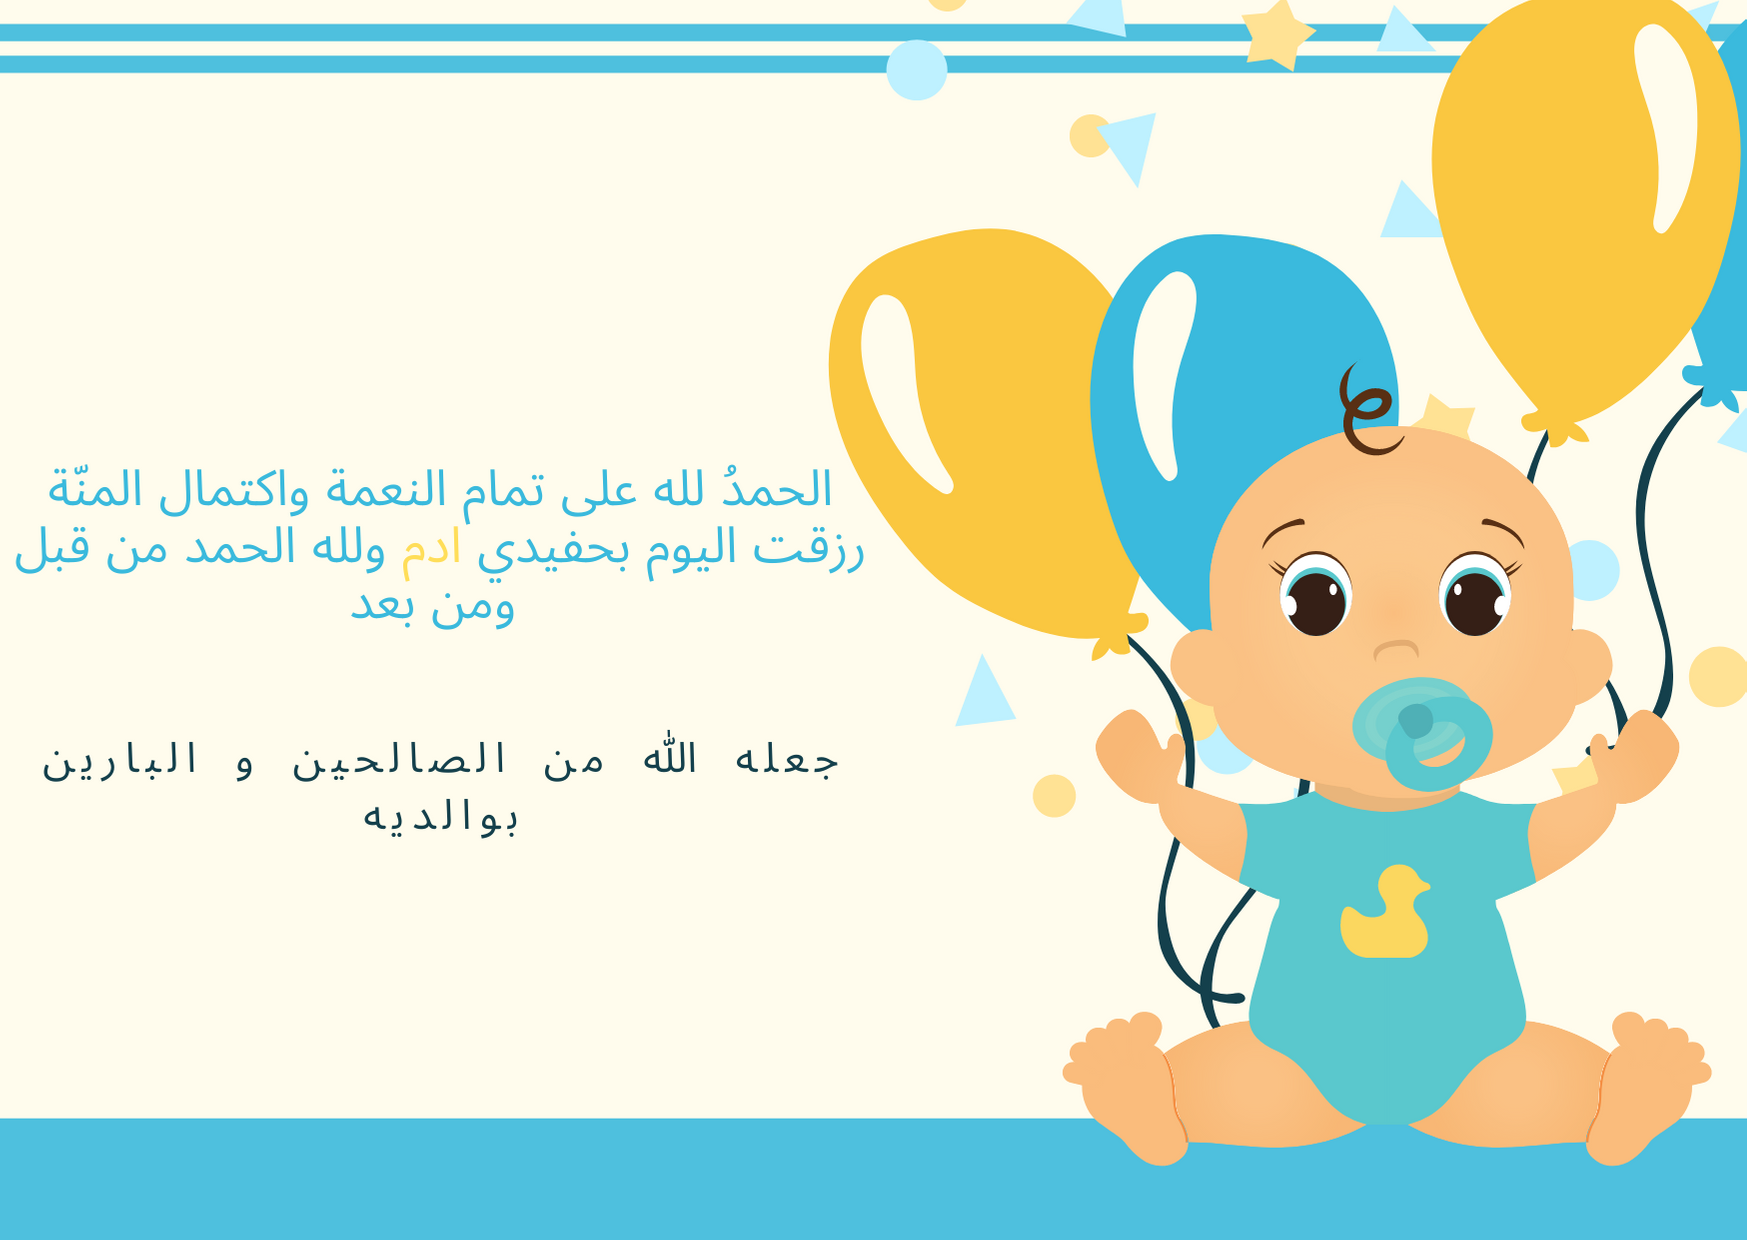 الحمدُ لله على تمام النعمة واكتمال المنّة
رزقت اليوم بحفيدي ادم ولله الحمد من قبل
ومن بعد
جعله الله من الصالحين و البارين
بوالديه